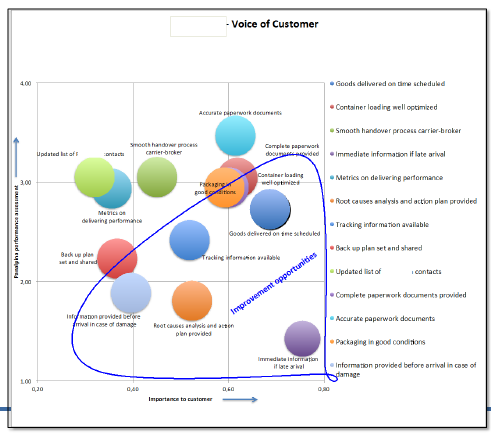 - Voice of Customer
4,00
3,00
2,00
1,00
0,20
0,40
0,60
0,80
performance assessment
Importance to customer
Accurate paperwork documents
Smooth handover process
carrier-broker
Complete paperwork
documents provided
Updated list of
contacts
Container loading
well optimized
Packaging in
good conditions
Metrics on
delivering performance
Goods delivered on time scheduled
Tracking information available
Back up plan
set and shared
Improvement opportunities
Information provided before
arrival in case of damage
Root causes analysis and action
plan provided
Immediate information
if late arival
Goods delivered on time scheduled
Container loading well optimized
Smooth handover process carrier-broker
Immediate information if late arival
Metrics on delivering performance
Root causes analysis and action plan provided
Tracking information available
Back up plan set and shared
Updated list of contacts
Complete paperwork documents provided
Accurate paperwork documents
Packaging in good conditions
Information provided before arrival in case of
damage